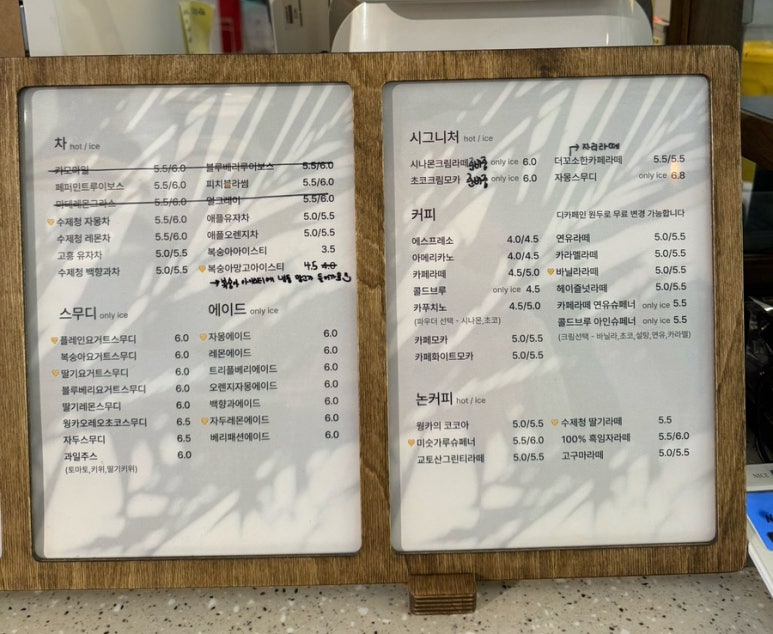 차 hot / ice
카모마일 5.5/6.0
페퍼민트루이보스 5.5/6.0
마테레몬그라스 5.5/6.0
수제청 자몽차 5.5/6.0
수제청 레몬차 5.5/6.0
고흥 유자차 5.0/5.5
수제청 백향과차 5.0/5.5
블루베리루이보스 5.5/6.0
피치블라썸 5.5/6.0
얼그레이 5.5/6.0
애플유자차 5.0/5.5
애플오렌지차 5.0/5.5
복숭아아이스티 3.5
복숭아망고아이스티 4.5 4.0
스무디 only ice
플레인요거트스무디 6.0
복숭아요거트스무디 6.0
딸기요거트스무디 6.0
블루베리요거트스무디 6.0
딸기레몬스무디 6.0
웡카오레오초코스무디 6.5
자두스무디 6.5
과일주스 6.0
(토마토,키위,딸기키위)
에이드 only ice
자몽에이드 6.0
레몬에이드 6.0
트리플베리에이드 6.0
오렌지자몽에이드 6.0
백향과에이드 6.0
자두레몬에이드 6.0
베리패션에이드 6.0
시그니처 hot / ice
시나몬크림라떼 준비중 only ice 6.0
초코크림모카 준비중 only ice 6.0
더꼬소한카페라떼 5.5/5.5
자몽스무디 only ice 6.8
커피
디카페인 원두로 무료 변경 가능합니다
에스프레소 4.0/4.5
아메리카노 4.0/4.5
카페라떼 4.5/5.0
콜드브루 only ice 4.5
카푸치노 4.5/5.0
(파우더 선택 - 시나몬,초코)
카페모카 5.0/5.5
카페화이트모카 5.0/5.5
연유라떼 5.0/5.5
카라멜라떼 5.0/5.5
바닐라라떼 5.0/5.5
헤이즐넛라떼 5.0/5.5
카페라떼 연유슈페너 only ice 5.5
콜드브루 아인슈페너 only ice 5.5
(크림선택 - 바닐라,초코,설탕,연유,카라멜)
논커피 hot / ice
웡카의 코코아 5.0/5.5
미숫가루슈페너 5.5/6.0
교토산그린티라떼 5.0/5.5
수제청 딸기라떼 5.5
100% 흑임자라떼 5.5/6.0
고구마라떼 5.0/5.5